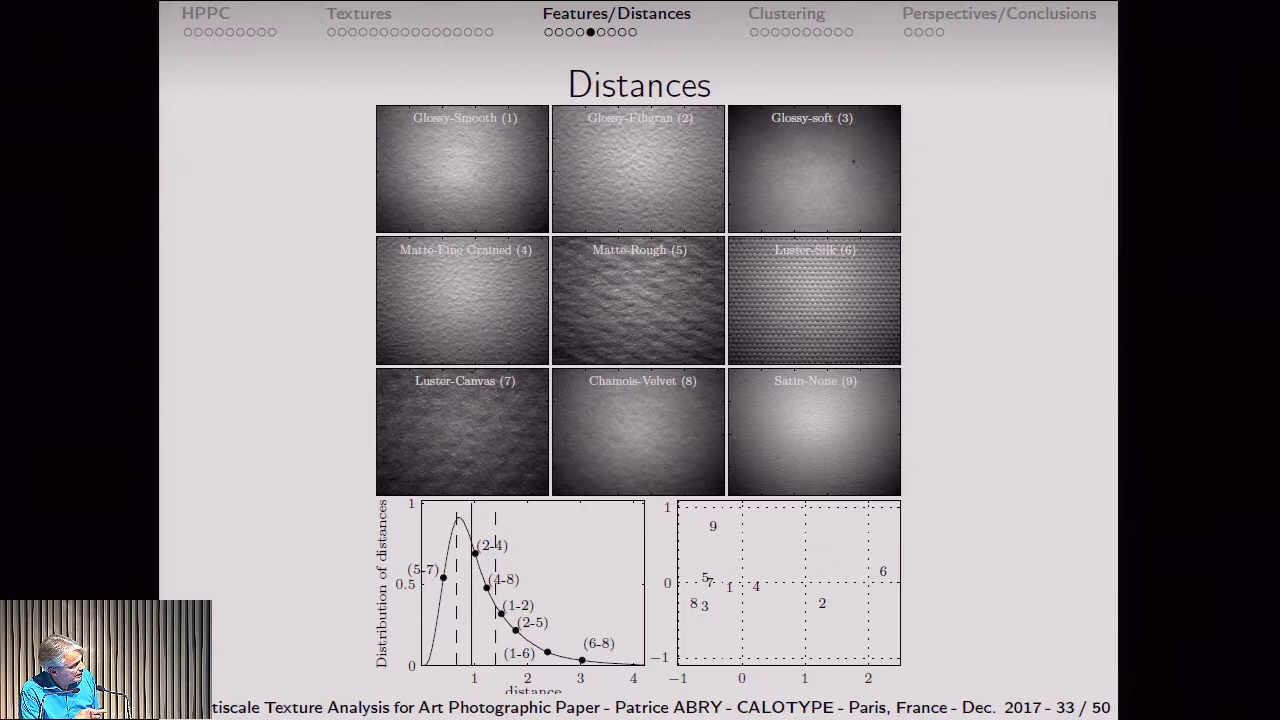 HPPC Textures Features/Distances Clustering Perspectives/Conclusions
Distances
Glossy-Smooth (1) Glossy-Filigran (2) Glossy-soft (3)
Matte-Fine Grained (4) Matte-Rough (5) Luster-Silk (6)
Luster-Canvas (7) Chamois-Velvet (8) Satin-None (9)
Distribution of distances
1
0.5
0
(5-7)
(2-4)
(4-8)
(1-2)
(2-5)
(1-6)
(6-8)
1 2 3 4
distance
1
0
−1
9
5
7
1
4
6
8
3
2
−1 0 1 2
tiscale Texture Analysis for Art Photographic Paper - Patrice ABRY - CALOTYPE - Paris, France - Dec. 2017 - 33 / 50